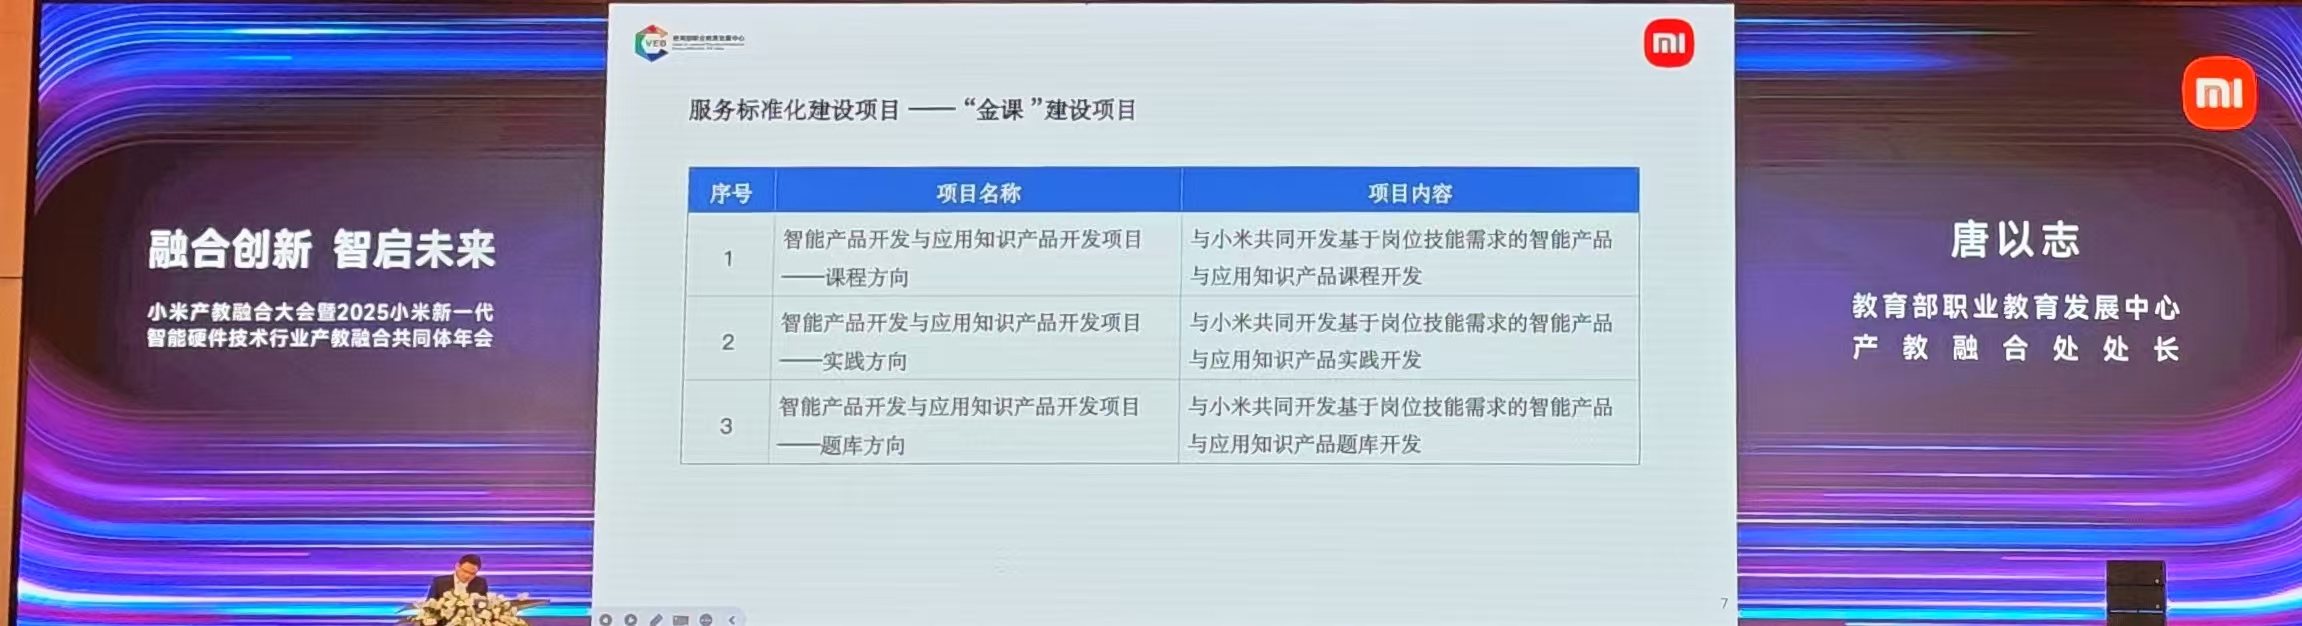 融合创新 智启未来
小米产教融合大会暨2025小米新一代
智能硬件技术行业产教融合共同体年会
VED
教育部职业教育发展中心
服务标准化建设项目 ——“金课”建设项目
序号 项目名称 项目内容
1
智能产品开发与应用知识产品开发项目
——课程方向
与小米共同开发基于岗位技能需求的智能产品
与应用知识产品课程开发
2
智能产品开发与应用知识产品开发项目
——实践方向
与小米共同开发基于岗位技能需求的智能产品
与应用知识产品实践开发
3
智能产品开发与应用知识产品开发项目
——题库方向
与小米共同开发基于岗位技能需求的智能产品
与应用知识产品题库开发
7
mi
mi
唐以志
教育部职业教育发展中心
产教融合处处长